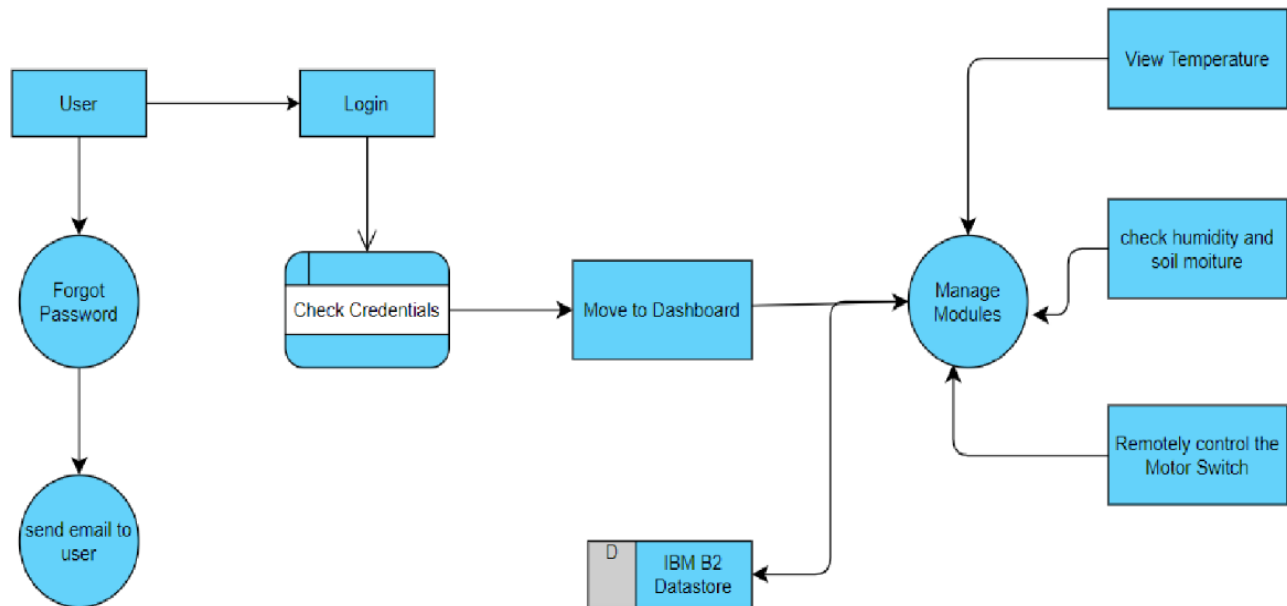 User
Login
View Temperature
check humidity and
soil moiture
Forgot
Password
Check Credentials
Move to Dashboard
Manage
Modules
Remotely control the
Motor Switch
send email to
user
D
IBM B2
Datastore